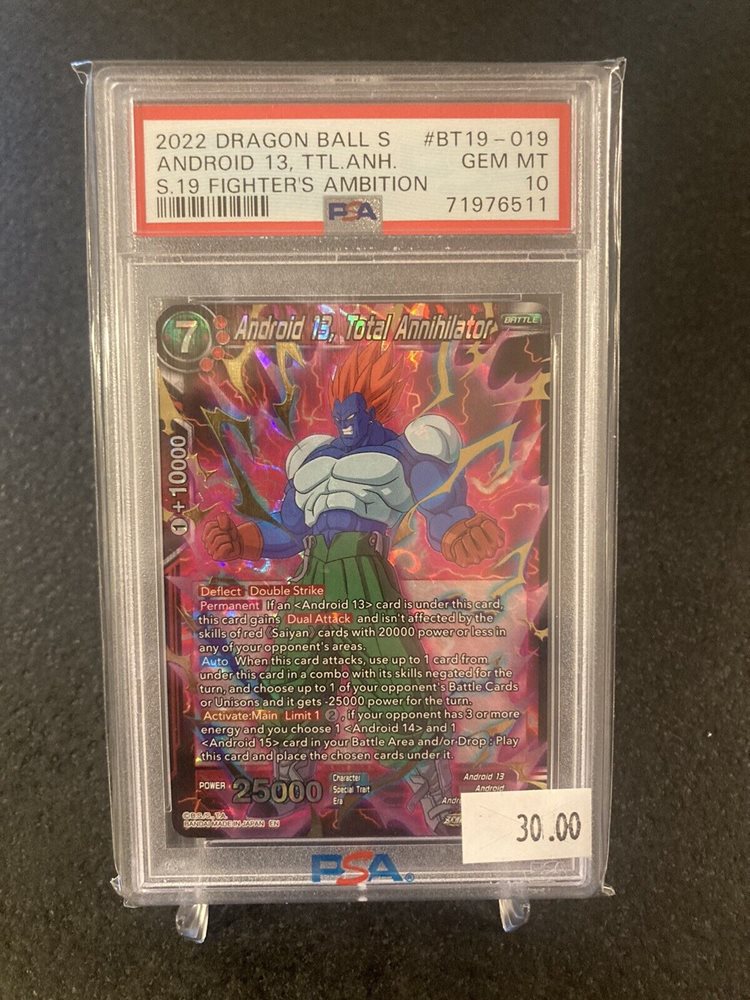 2022 DRAGON BALL S #BT19-019
ANDROID 13, TTL.ANH. GEM MT
S.19 FIGHTER'S AMBITION 10
PSA 71976511
7 Android 13, Total Annihilator BATTLE
1 +10000
Deflect Double Strike
Permanent If an <Android 13> card is under this card,
this card gains Dual Attack and isn't affected by the
skills of red 《Saiyan》 cards with 20000 power or less in
any of your opponent's areas.
Auto When this card attacks, use up to 1 card from
under this card in a combo with its skills negated for the
turn, and choose up to 1 of your opponent's Battle Cards
or Unisons and it gets -25000 power for the turn.
Activate:Main Limit 1 ②, if your opponent has 3 or more
energy and you choose 1 <Android 14> and 1
<Android 15> card in your Battle Area and/or Drop : Play
this card and place the chosen cards under it.
POWER 25000
Character Android 13
Special Trait Android
Era
©B.S./S.,T.A.
BANDAI MADE IN JAPAN EN
30.00
PSA®